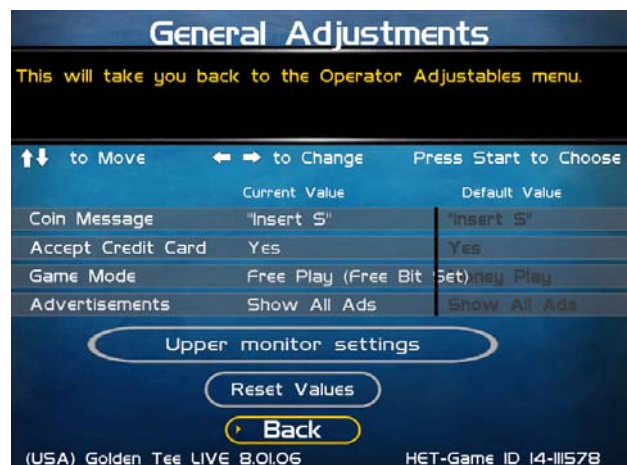 General Adjustments
This will take you back to the Operator Adjustables menu.
to Move to Change Press Start to Choose
Current Value Default Value
Coin Message "Insert $" "Insert $"
Accept Credit Card Yes Yes
Game Mode Free Play (Free Bit Set) Money Play
Advertisements Show All Ads Show All Ads
Upper monitor settings
Reset Values
Back
(USA) Golden Tee LIVE 8.01.06 HET-Game ID 14-111578